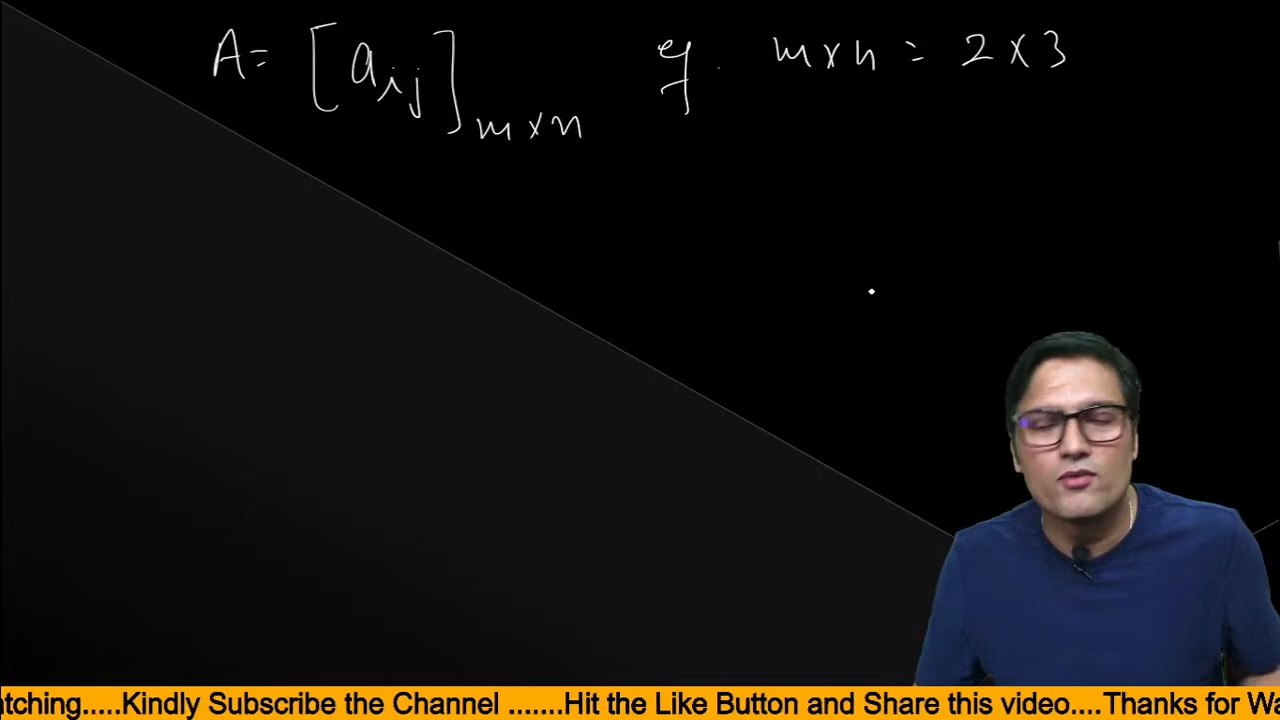 A = [aij]m×n eg. m×n = 2×3
atching.....Kindly Subscribe the Channel .......Hit the Like Button and Share this video....Thanks for Wa